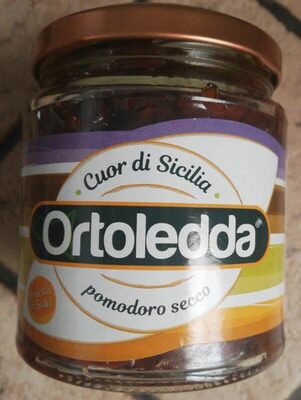 Cuor di Sicilia
Ortoledda
pomodoro secco